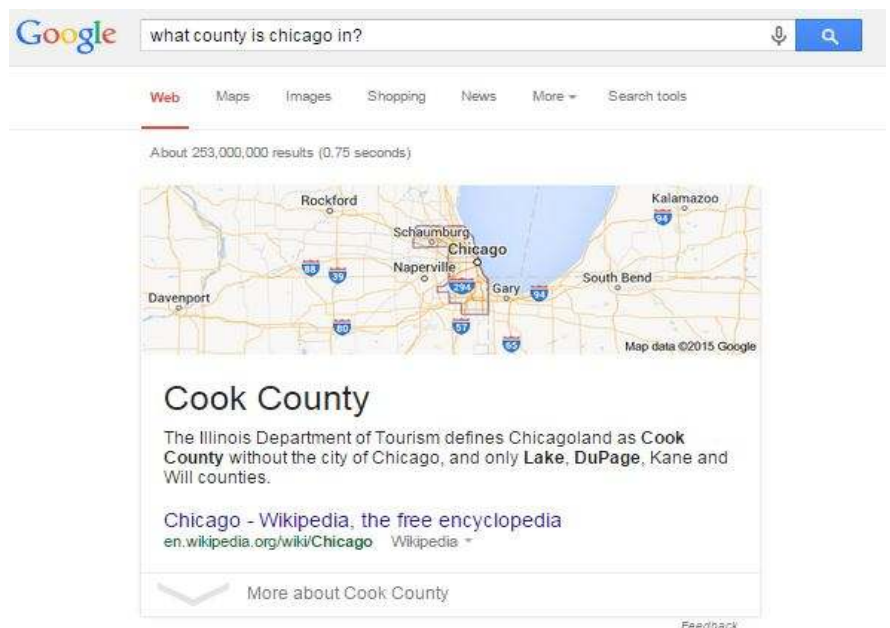 Google what county is chicago in?
Web Maps Images Shopping News More Search tools
About 253,000,000 results (0.75 seconds)
Rockford
Kalamazoo
94
Schaumburg
Chicago
88
39
Naperville
294
Gary
94
South Bend
Davenport
80
57
65
Map data ©2015 Google
Cook County
The Illinois Department of Tourism defines Chicagoland as Cook
County without the city of Chicago, and only Lake, DuPage, Kane and
Will counties.
Chicago - Wikipedia, the free encyclopedia
en.wikipedia.org/wiki/Chicago Wikipedia
More about Cook County
Feedback